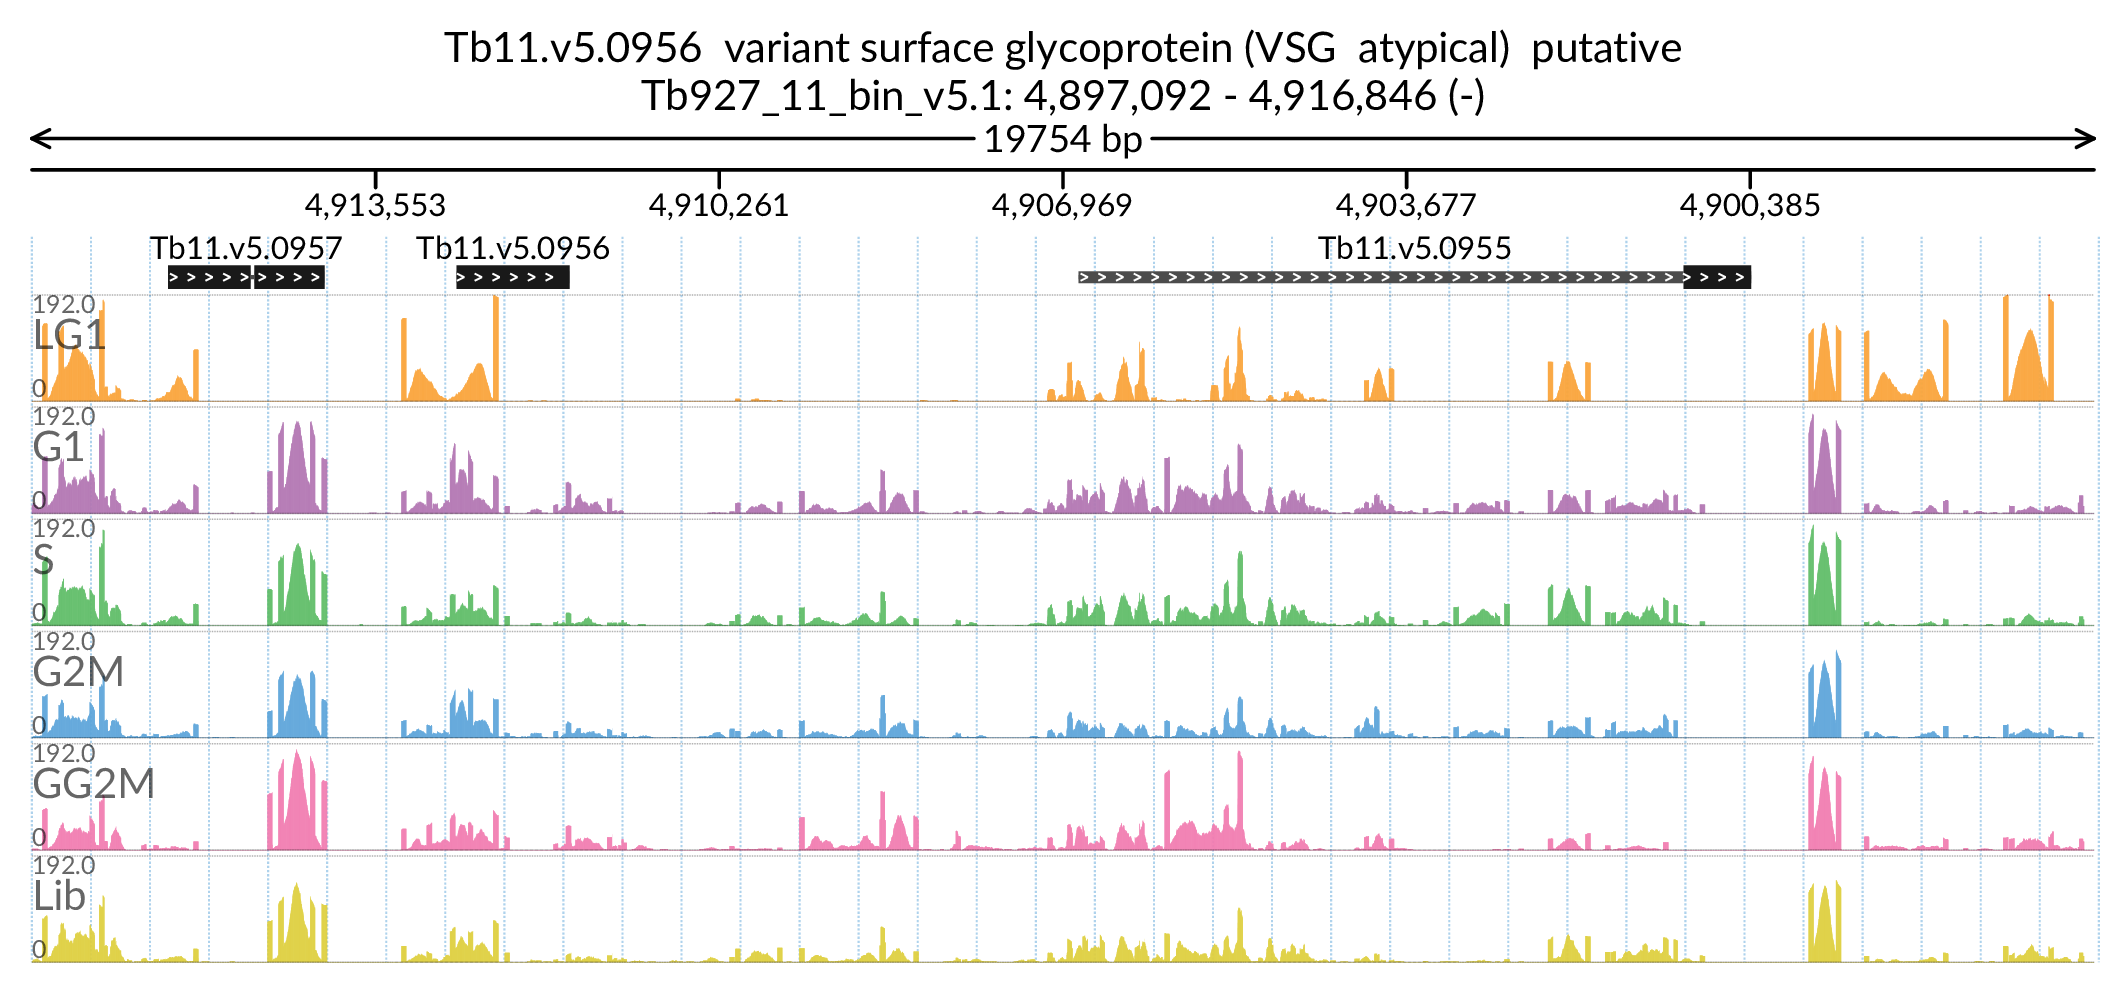 Tb11.v5.0956 variant surface glycoprotein (VSG atypical) putative
Tb927_11_bin_v5.1: 4,897,092 - 4,916,846 (-)
19754 bp
4,913,553 4,910,261 4,906,969 4,903,677 4,900,385
Tb11.v5.0957 Tb11.v5.0956 Tb11.v5.0955
192.0
LG1
0
192.0
G1
0
192.0
S
0
192.0
G2M
0
192.0
GG2M
0
192.0
Lib
0